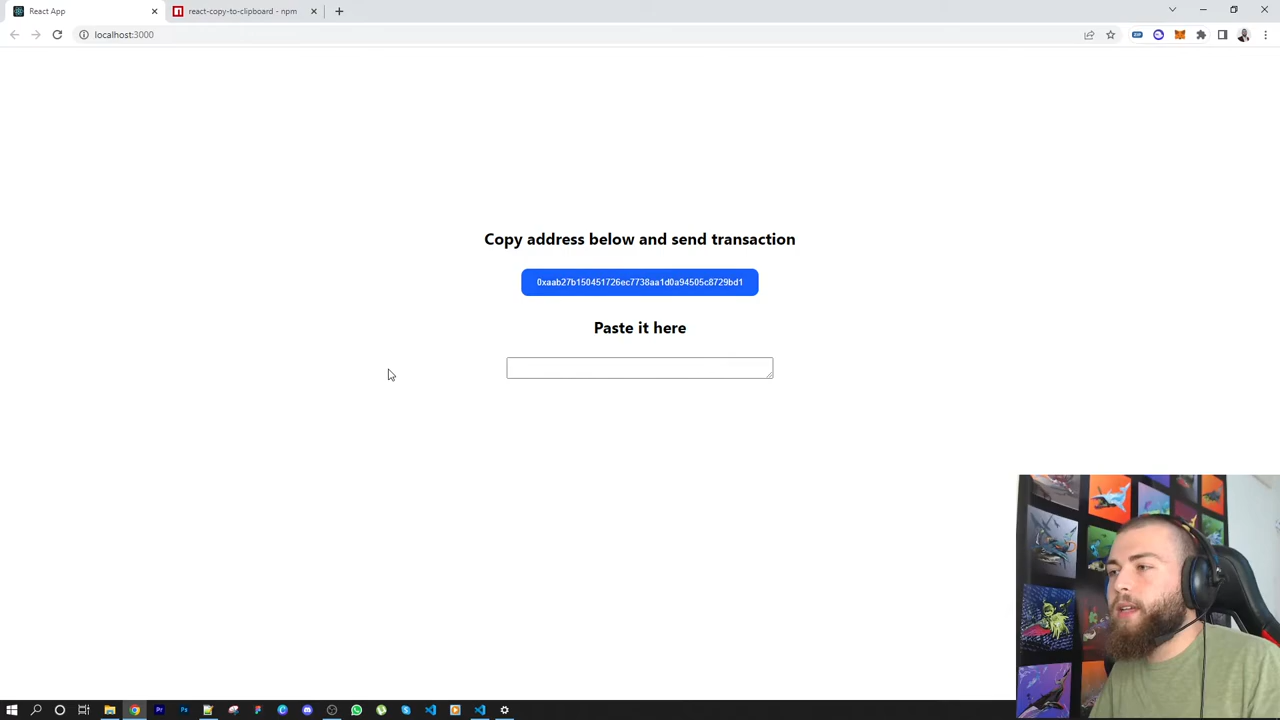 React App
react-copy-to-clipboard - npm
localhost:3000
Copy address below and send transaction
0xaab27b150451726ec7738aa1d0a94505c8729bd1
Paste it here